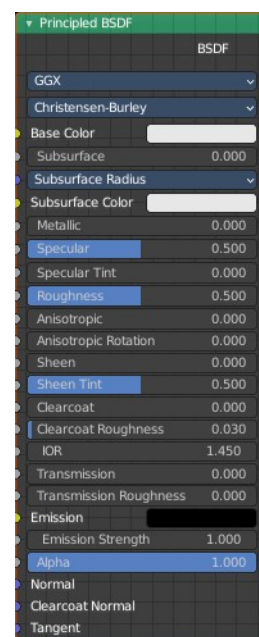 Principled BSDF
BSDF
GGX
Christensen-Burley
Base Color
Subsurface 0.000
Subsurface Radius
Subsurface Color
Metallic 0.000
Specular 0.500
Specular Tint 0.000
Roughness 0.500
Anisotropic 0.000
Anisotropic Rotation 0.000
Sheen 0.000
Sheen Tint 0.500
Clearcoat 0.000
Clearcoat Roughness 0.030
IOR 1.450
Transmission 0.000
Transmission Roughness 0.000
Emission
Emission Strength 1.000
Alpha 1.000
Normal
Clearcoat Normal
Tangent